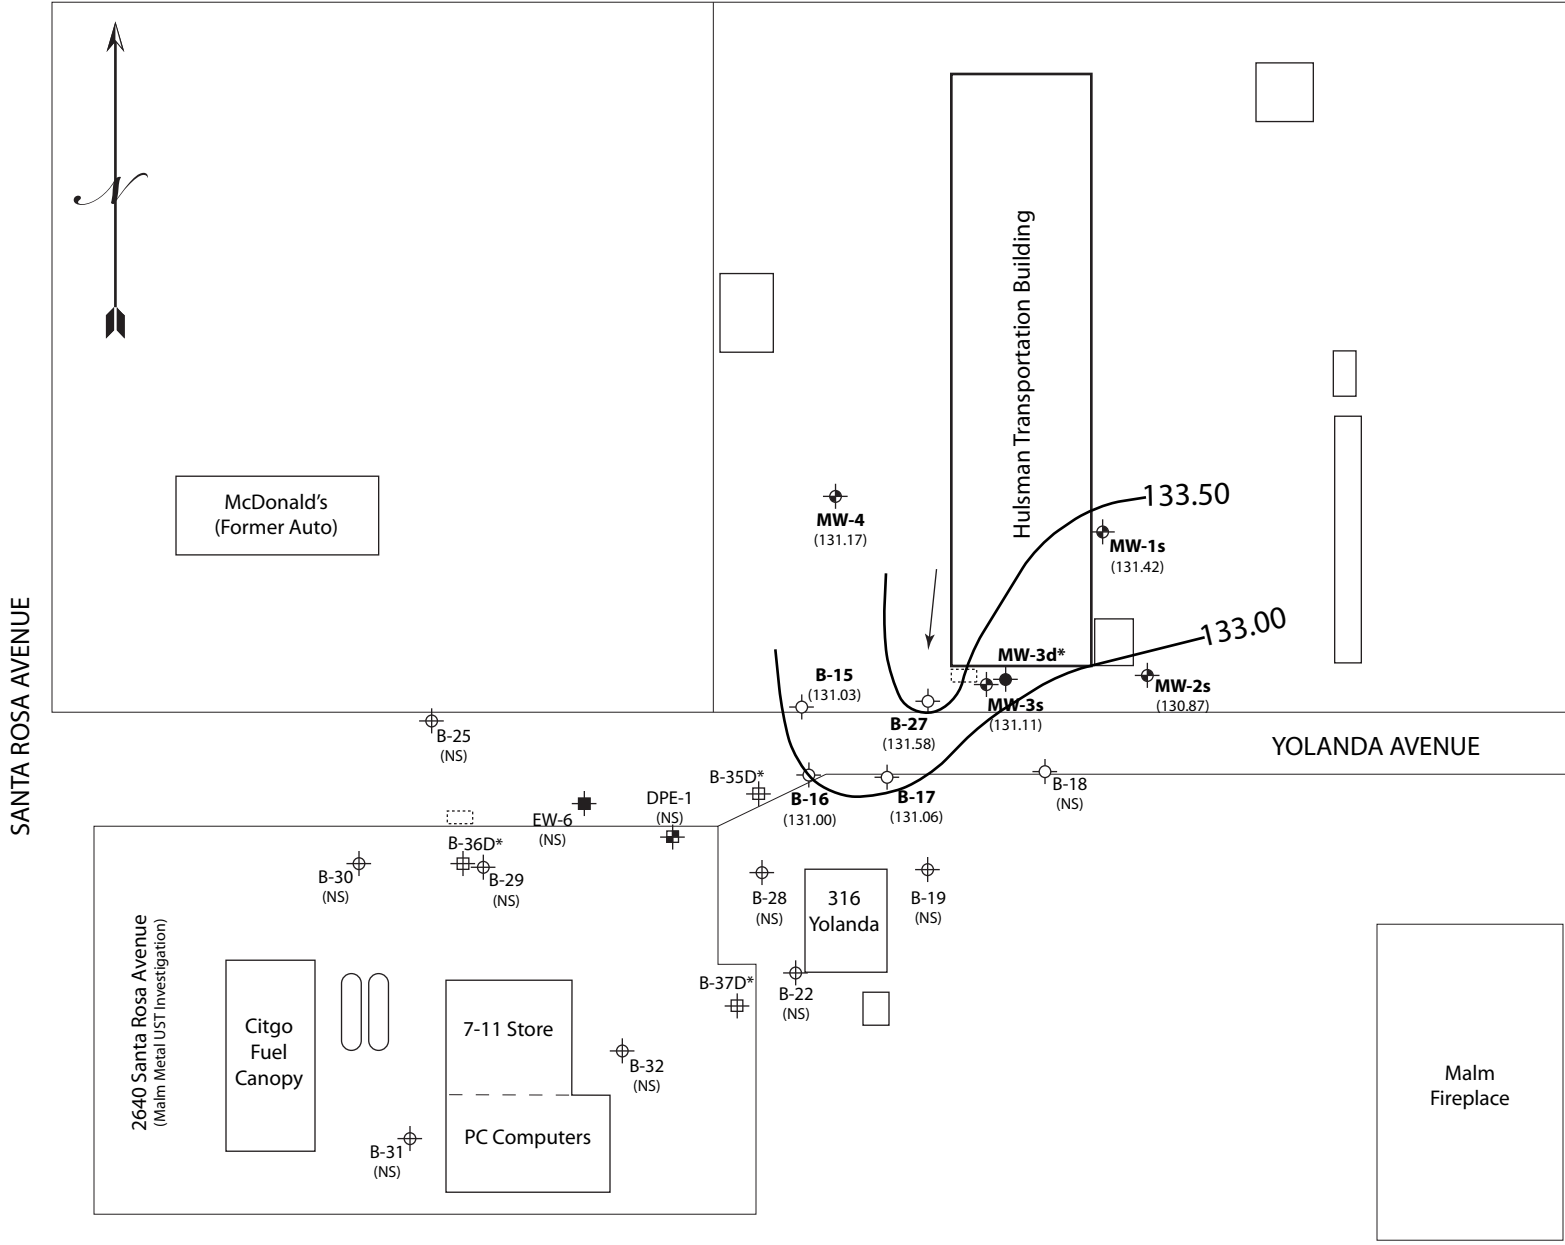 N
Hulsman Transportation Building
McDonald's
(Former Auto)
133.50
MW-4
(131.17)
MW-1s
(131.42)
133.00
SANTA ROSA AVENUE
MW-3d*
B-15
(131.03)
MW-2s
(130.87)
MW-3s
(131.11)
B-27
(131.58)
B-25
(NS)
YOLANDA AVENUE
B-35D*
B-18
(NS)
B-16
(131.00)
B-17
(131.06)
DPE-1
(NS)
EW-6
(NS)
B-36D*
B-30
(NS)
B-29
(NS)
B-28
(NS)
316
Yolanda
B-19
(NS)
2640 Santa Rosa Avenue
(Malm Metal UST Investigation)
B-37D*
B-22
(NS)
Citgo
Fuel
Canopy
7-11 Store
B-32
(NS)
Malm
Fireplace
PC Computers
B-31
(NS)